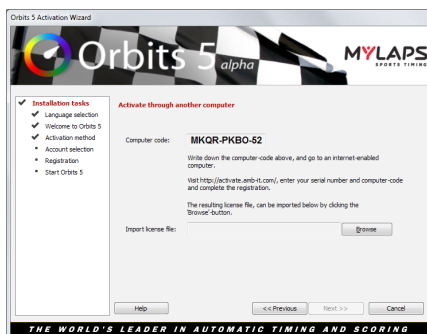 Orbits 5 Activation Wizard
Orbits 5 alpha
MYLAPS
SPORTS TIMING
Installation tasks
Language selection
Welcome to Orbits 5
Activation method
Account selection
Registration
Start Orbits 5
Activate through another computer
Computer code: MKQR-PKBO-52
Write down the computer-code above, and go to an internet-enabled
computer.
Visit http://activate.amb-it.com/, enter your serial number and computer-code
and complete the registration.
The resulting license file, can be imported below by clicking the
'Browse'-button.
Import license file: Browse
Help << Previous Next >> Cancel
THE WORLD'S LEADER IN AUTOMATIC TIMING AND SCORING